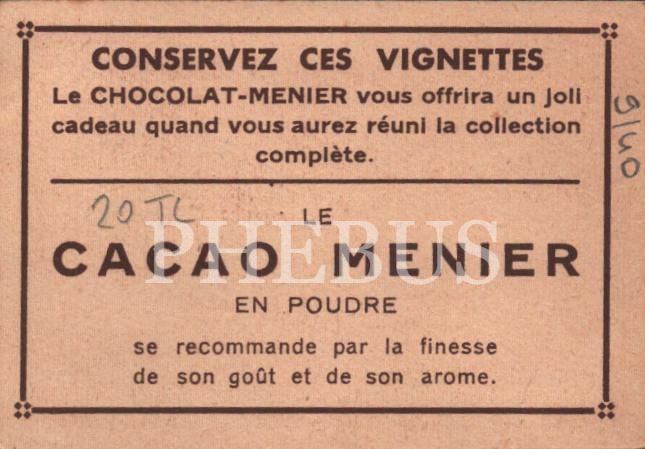 CONSERVEZ CES VIGNETTES
Le CHOCOLAT-MENIER vous offrira un joli
cadeau quand vous aurez réuni la collection
complète.
9/40
20 TL
LE
PHEBUS
CACAO MENIER
EN POUDRE
se recommande par la finesse
de son goût et de son arome.